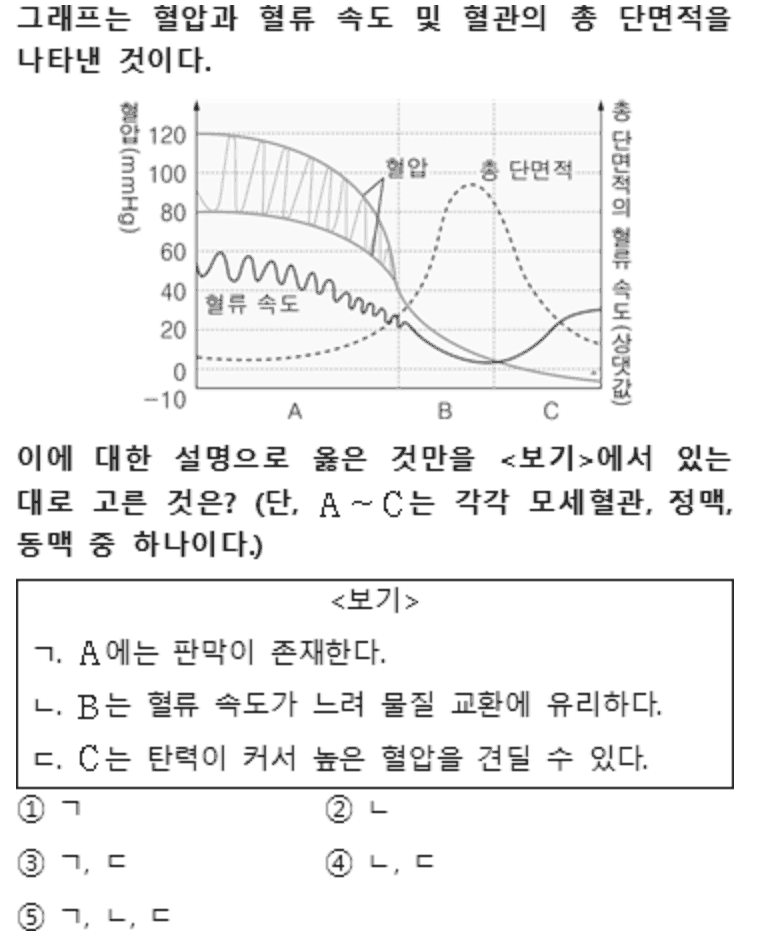 그래프는 혈압과 혈류 속도 및 혈관의 총 단면적을
나타낸 것이다.
혈압(mmHg)
120
100
80
60
40
20
0
-10
혈압
총 단면적
혈류 속도
A
B
C
총 단면적의 혈류 속도(상댓값)
이에 대한 설명으로 옳은 것만을 <보기>에서 있는
대로 고른 것은? (단, A ~ C는 각각 모세혈관, 정맥,
동맥 중 하나이다.)
<보기>
ㄱ. A에는 판막이 존재한다.
ㄴ. B는 혈류 속도가 느려 물질 교환에 유리하다.
ㄷ. C는 탄력이 커서 높은 혈압을 견딜 수 있다.
① ㄱ ② ㄴ
③ ㄱ, ㄷ ④ ㄴ, ㄷ
⑤ ㄱ, ㄴ, ㄷ